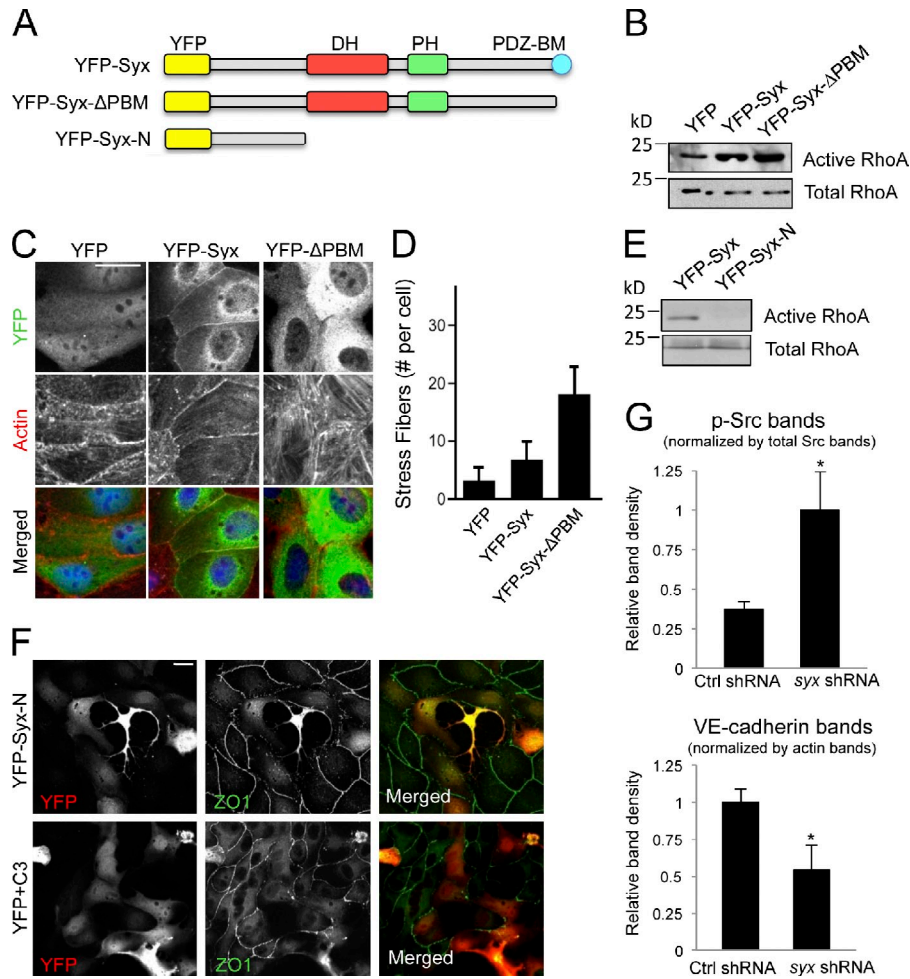 A
YFP DH PH PDZ-BM
YFP-Syx
YFP-Syx-ΔPBM
YFP-Syx-N
B
kD YFP YFP-Syx YFP-Syx-ΔPBM
25 Active RhoA
25 Total RhoA
C
YFP YFP-Syx YFP-ΔPBM
YFP
Actin
Merged
D
Stress Fibers (# per cell)
30
20
10
0
YFP YFP-Syx YFP-Syx-ΔPBM
E
kD YFP-Syx YFP-Syx-N
25 Active RhoA
25 Total RhoA
F
YFP-Syx-N
YFP ZO1 Merged
YFP+C3
YFP ZO1 Merged
G
p-Src bands
(normalized by total Src bands)
Relative band density
1.25
1
0.75
0.5
0.25
0
*
Ctrl shRNA syx shRNA
VE-cadherin bands
(normalized by actin bands)
Relative band density
1.25
1
0.75
0.5
0.25
0
*
Ctrl shRNA syx shRNA